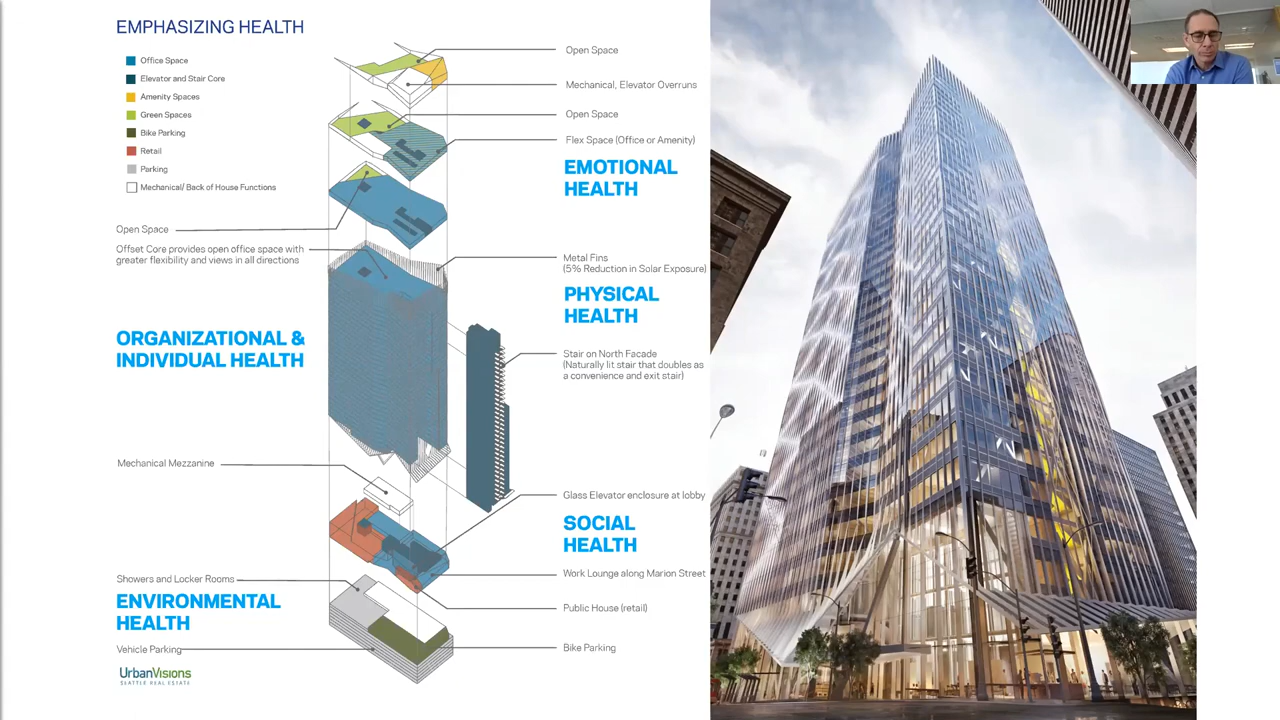 EMPHASIZING HEALTH
Office Space
Elevator and Stair Core
Amenity Spaces
Green Spaces
Bike Parking
Retail
Parking
Mechanical/ Back of House Functions
Open Space
Offset Core provides open office space with
greater flexibility and views in all directions
ORGANIZATIONAL &
INDIVIDUAL HEALTH
Mechanical Mezzanine
Showers and Locker Rooms
ENVIRONMENTAL
HEALTH
Vehicle Parking
UrbanVisions
SMATTER REAL ESTATE
Open Space
Mechanical, Elevator Overruns
Open Space
Flex Space (Office or Amenity)
EMOTIONAL
HEALTH
Metal Fins
(5% Reduction in Solar Exposure)
PHYSICAL
HEALTH
Stair on North Facade
(Naturally lit stair that doubles as
a convenience and exit stair)
Glass Elevator enclosure at lobby
SOCIAL
HEALTH
Work Lounge along Marion Street
Public House (retail)
Bike Parking